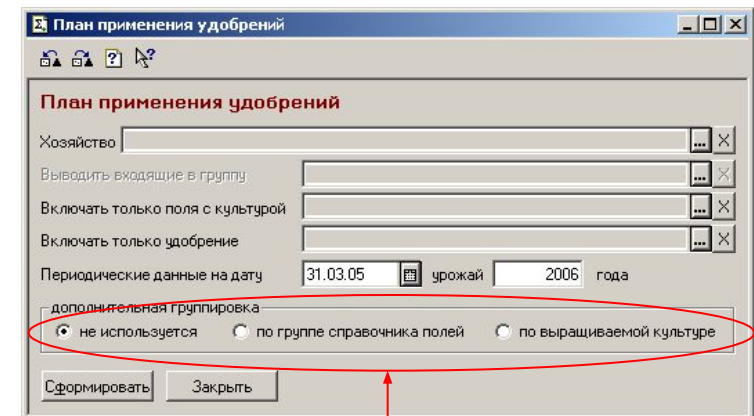 План применения удобрений
План применения удобрений
Хозяйство
Выводить входящие в группу
Включать только поля с культурой
Включать только удобрение
Периодические данные на дату 31.03.05 урожай 2006 года
дополнительная группировка
не используется по группе справочника полей по выращиваемой культуре
Сформировать Закрыть